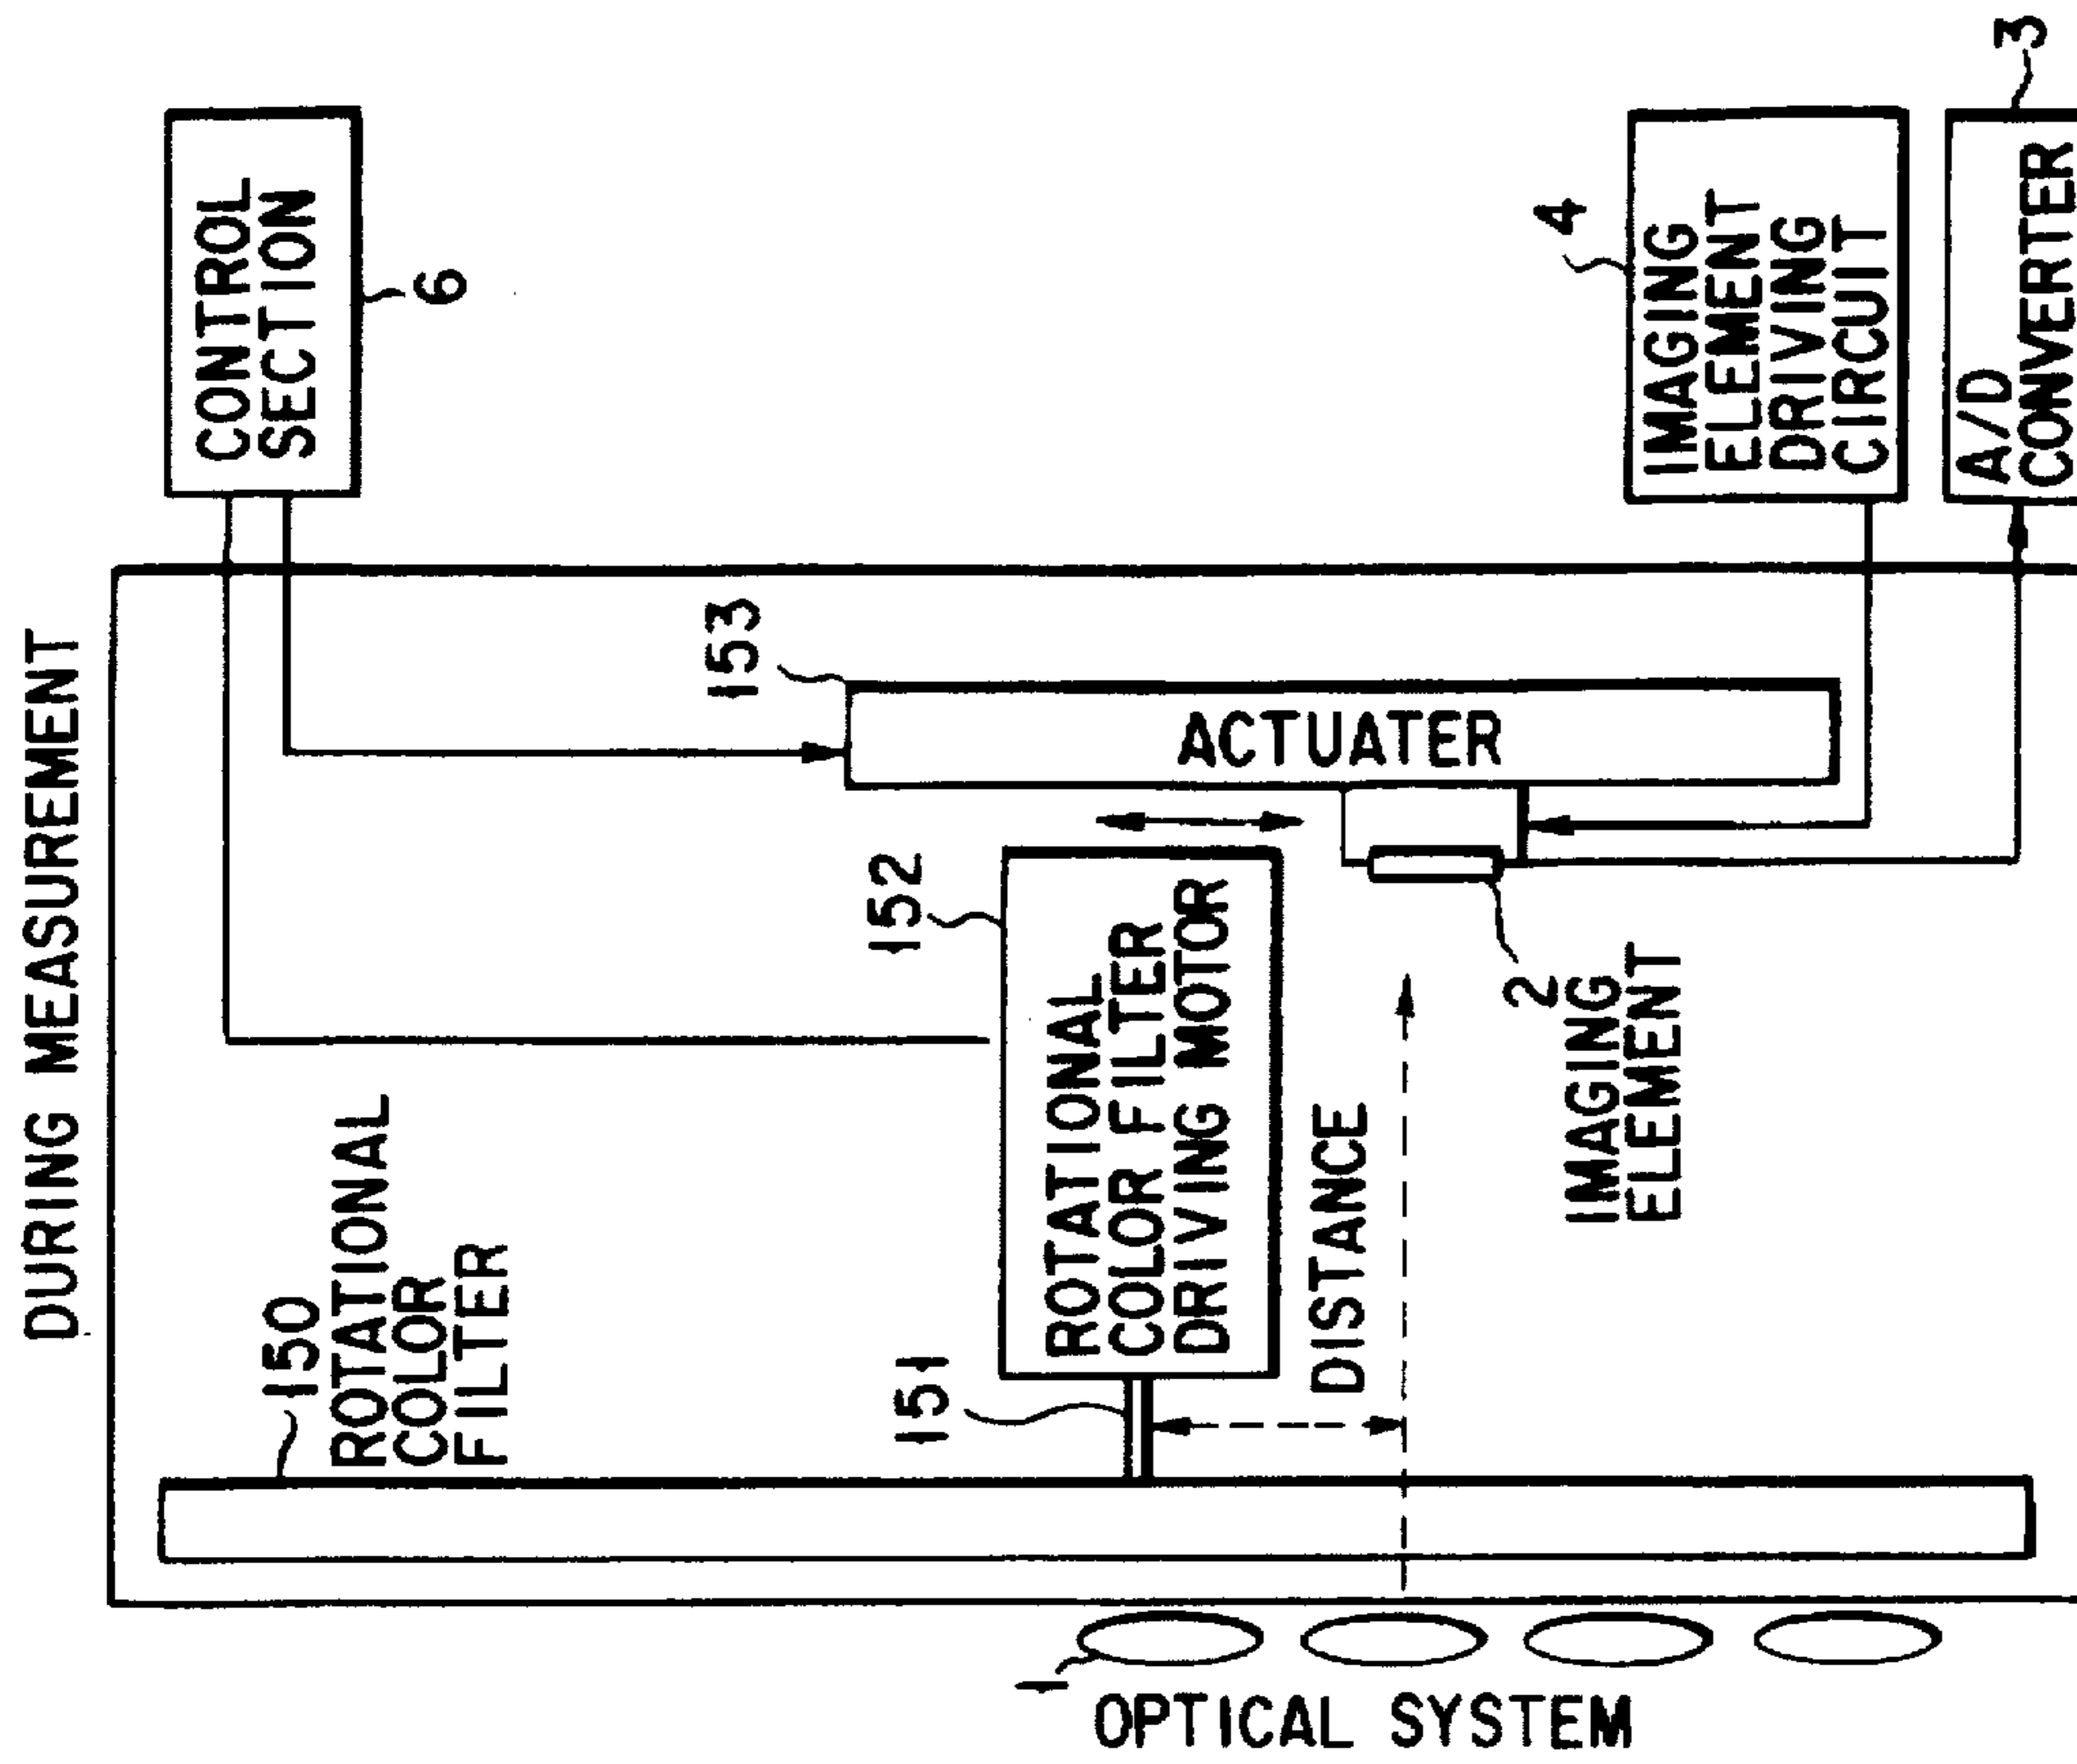 DURING MEASUREMENT
CONTROL
SECTION
6
150
ROTATIONAL
COLOR
FILTER
153
ACTUATER
152
ROTATIONAL
COLOR FILTER
DRIVING MOTOR
151
DISTANCE
2
IMAGING
ELEMENT
4
IMAGING
ELEMENT
DRIVING
CIRCUIT
3
A/D
CONVERTER
1
OPTICAL SYSTEM